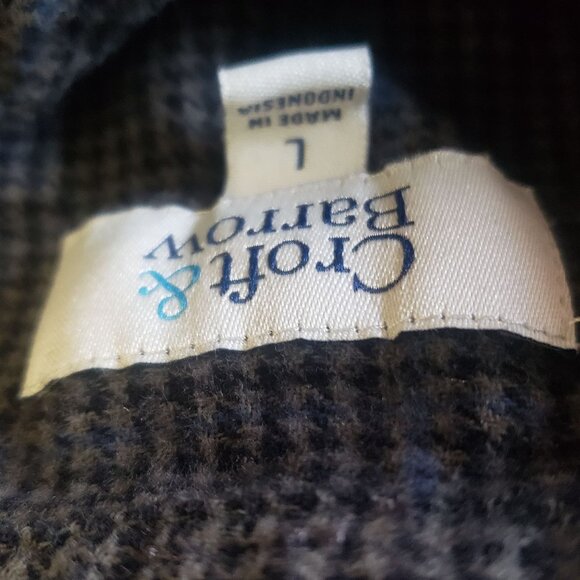 Croft &
Barrow
L
MADE IN
INDONESIA